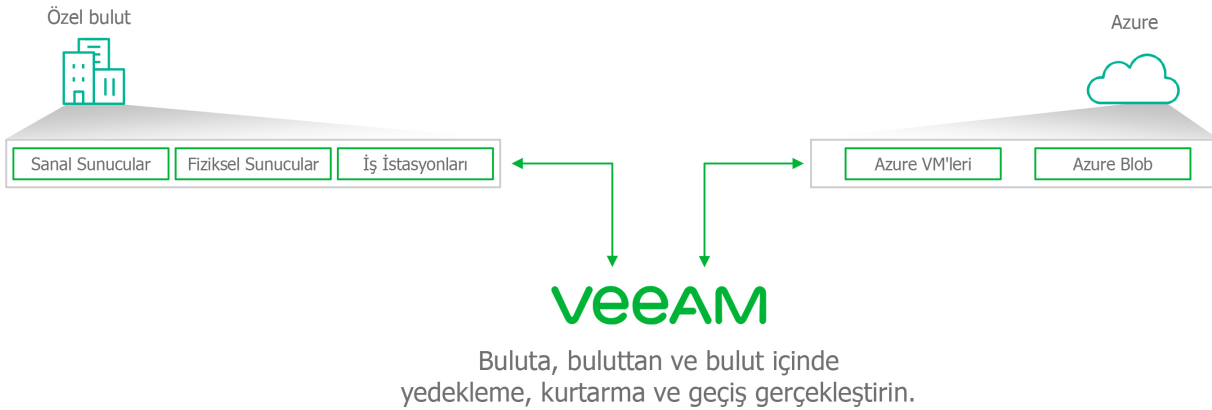 Özel bulut
Azure
Sanal Sunucular
Fiziksel Sunucular
İş İstasyonları
Azure VM'leri
Azure Blob
veeAM
Buluta, buluttan ve bulut içinde
yedekleme, kurtarma ve geçiş gerçekleştirin.